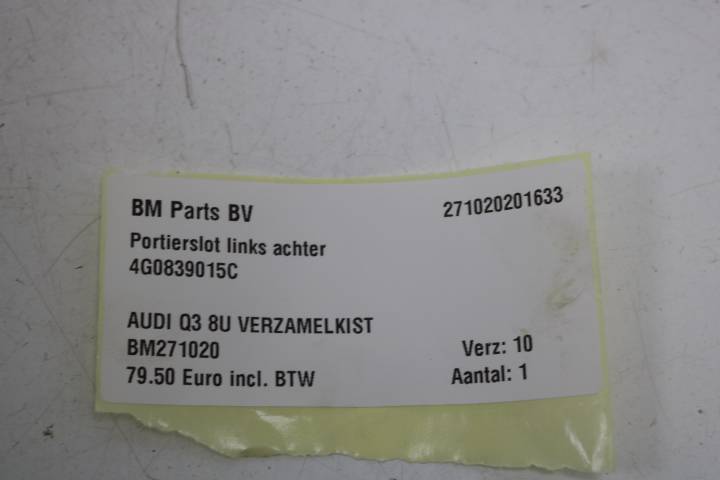 BM Parts BV 271020201633
Portierslot links achter
4G0839015C
AUDI Q3 8U VERZAMELKIST
BM271020 Verz: 10
79.50 Euro incl. BTW Aantal: 1